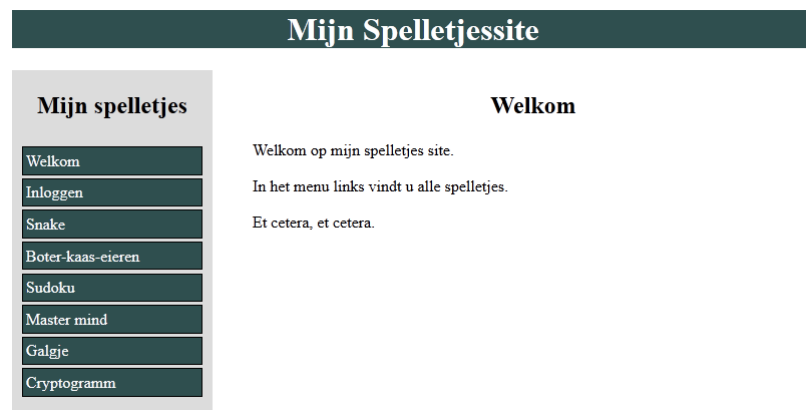 Mijn Spelletjessite
Mijn spelletjes
Welkom
Inloggen
Snake
Boter-kaas-eieren
Sudoku
Master mind
Galgje
Cryptogramm
Welkom
Welkom op mijn spelletjes site.
In het menu links vindt u alle spelletjes.
Et cetera, et cetera.